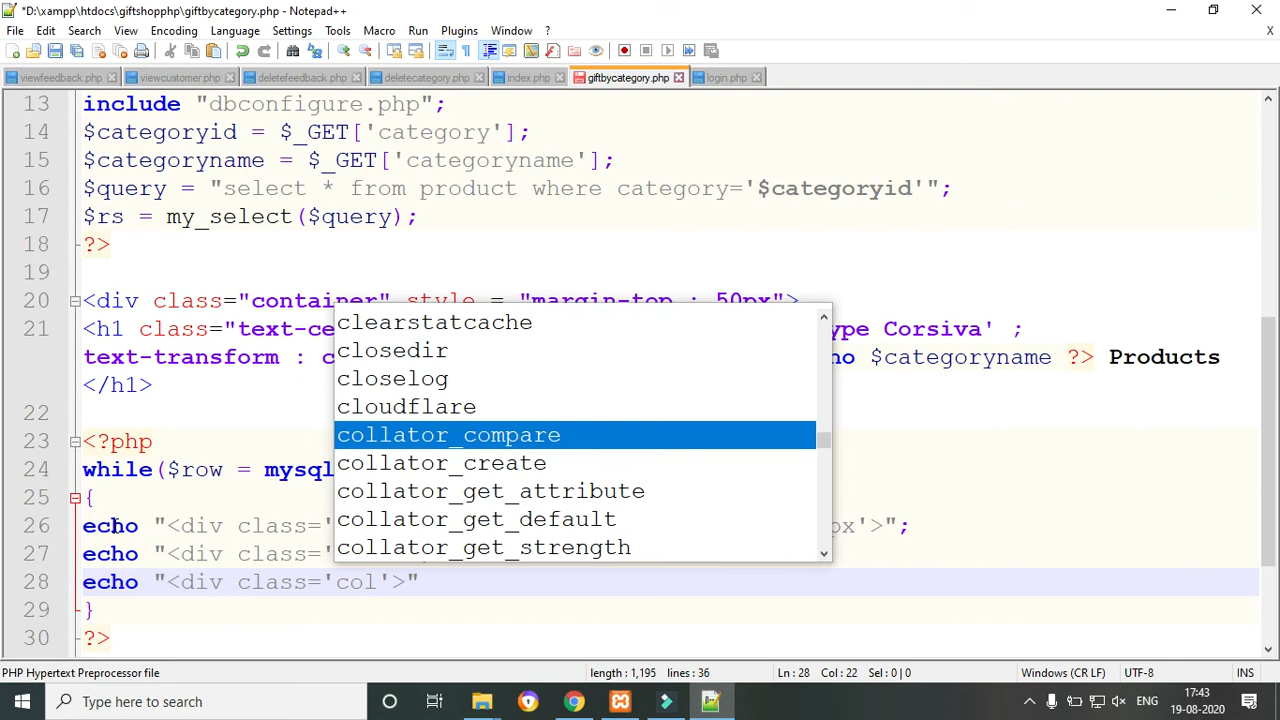 *D:\xampp\htdocs\giftshopphp\giftbycategory.php - Notepad++
File Edit Search View Encoding Language Settings Tools Macro Run Plugins Window ?
X
viewfeedback.php viewcustomer.php deletefeedback.php deletecategory.php index.php giftbycategory.php login.php
13 include "dbconfigure.php";
14 $categoryid = $_GET['category'];
15 $categoryname = $_GET['categoryname'];
16 $query = "select * from product where category='$categoryid'";
17 $rs = my_select($query);
18 ?>
19
20 <div class="container" style = "margin-top : 50px">
21 <h1 class="text-ce ype Corsiva' ;
text-transform : c ho $categoryname ?> Products
</h1>
22
23 <?php
24 while($row = mysql
25 {
26 echo "<div class=' px'>";
27 echo "<div class='
28 echo "<div class='col'>"
29 }
30 ?>
clearstatcache
closedir
closelog
cloudflare
collator_compare
collator_create
collator_get_attribute
collator_get_default
collator_get_strength
PHP Hypertext Preprocessor file length : 1,195 lines : 36 Ln : 28 Col : 22 Sel : 0 | 0 Windows (CR LF) UTF-8 INS
Type here to search
ENG
17:43
19-08-2020